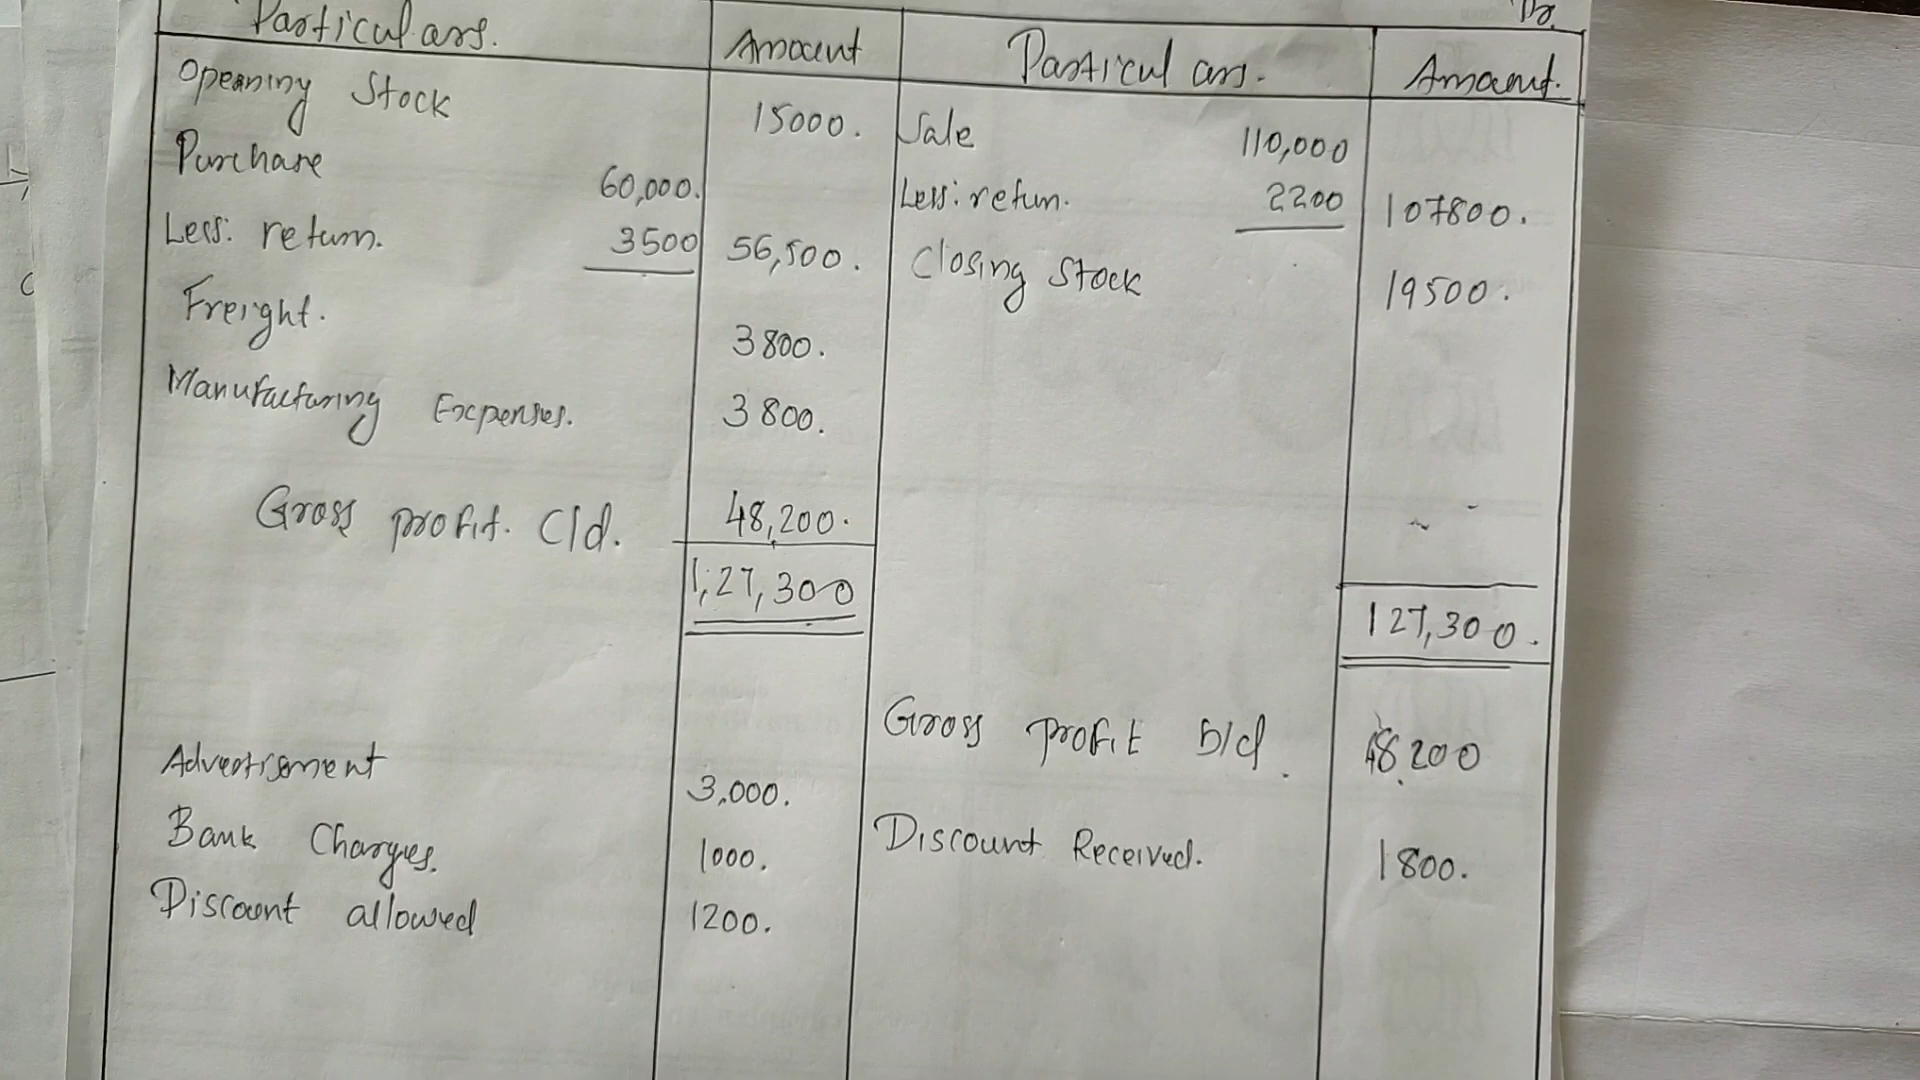 Dr.
Particulars. Amount Particulars. Amount.
Opening Stock 15000. Sale 110,000
Purchase 60,000. Less: return. 2200 107800.
Less: return. 3500 56,500. Closing Stock 19500.
Freight. 3800.
Manufacturing Expenses. 3800.
Gross profit. C/d. 48,200.
1,27,300 127,300.
Gross profit b/d. 48200
Advertisement 3,000.
Bank Charges. 1000. Discount Received. 1800.
Discount allowed 1200.